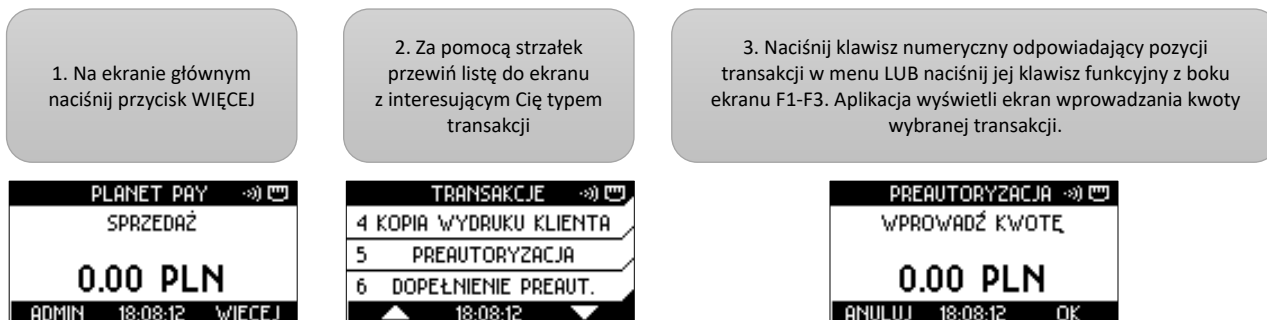 1. Na ekranie głównym
naciśnij przycisk WIĘCEJ
2. Za pomocą strzałek
przewiń listę do ekranu
z interesującym Cię typem
transakcji
3. Naciśnij klawisz numeryczny odpowiadający pozycji
transakcji w menu LUB naciśnij jej klawisz funkcyjny z boku
ekranu F1-F3. Aplikacja wyświetli ekran wprowadzania kwoty
wybranej transakcji.
PLANET PAY
SPRZEDAŻ
0.00 PLN
ADMIN 18:08:12 WIĘCEJ
TRANSAKCJE
4 KOPIA WYDRUKU KLIENTA
5 PREAUTORYZACJA
6 DOPEŁNIENIE PREAUT.
18:08:12
PREAUTORYZACJA
WPROWADŹ KWOTĘ
0.00 PLN
ANULUJ 18:08:12 OK